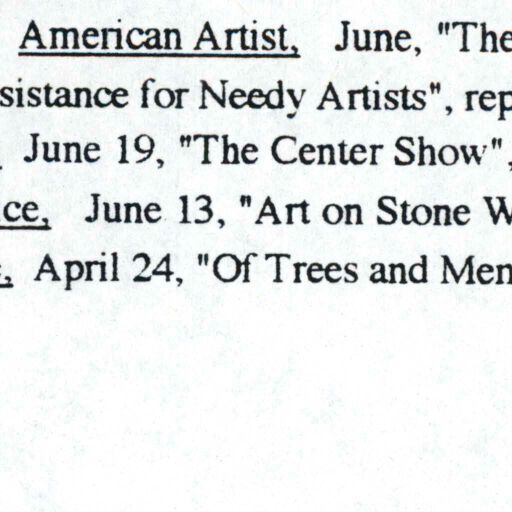 American Artist, June, "The
sistance for Needy Artists", rep
June 19, "The Center Show",
ce, June 13, "Art on Stone W
, April 24, "Of Trees and Men